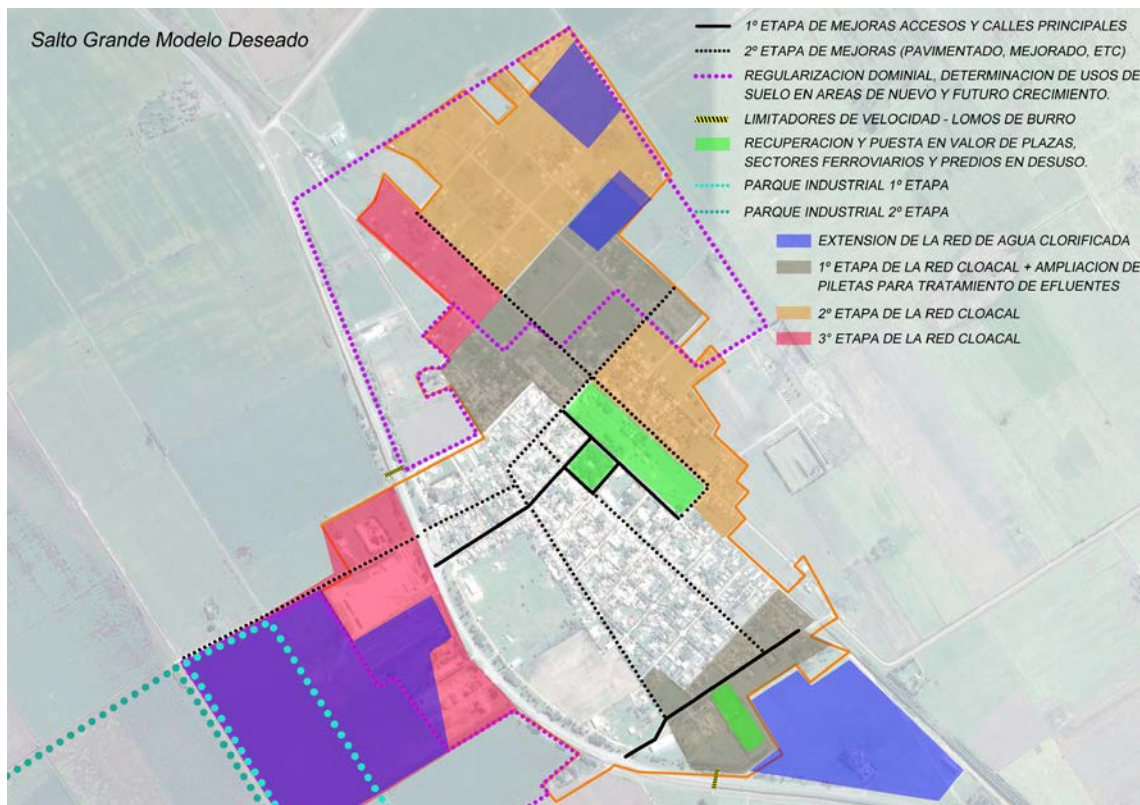 Salto Grande Modelo Deseado
1º ETAPA DE MEJORAS ACCESOS Y CALLES PRINCIPALES
2º ETAPA DE MEJORAS (PAVIMENTADO, MEJORADO, ETC)
REGULARIZACION DOMINIAL, DETERMINACION DE USOS DE
SUELO EN AREAS DE NUEVO Y FUTURO CRECIMIENTO.
LIMITADORES DE VELOCIDAD - LOMOS DE BURRO
RECUPERACION Y PUESTA EN VALOR DE PLAZAS,
SECTORES FERROVIARIOS Y PREDIOS EN DESUSO.
PARQUE INDUSTRIAL 1º ETAPA
PARQUE INDUSTRIAL 2º ETAPA
EXTENSION DE LA RED DE AGUA CLORIFICADA
1º ETAPA DE LA RED CLOACAL + AMPLIACION DE
PILETAS PARA TRATAMIENTO DE EFLUENTES
2º ETAPA DE LA RED CLOACAL
3° ETAPA DE LA RED CLOACAL